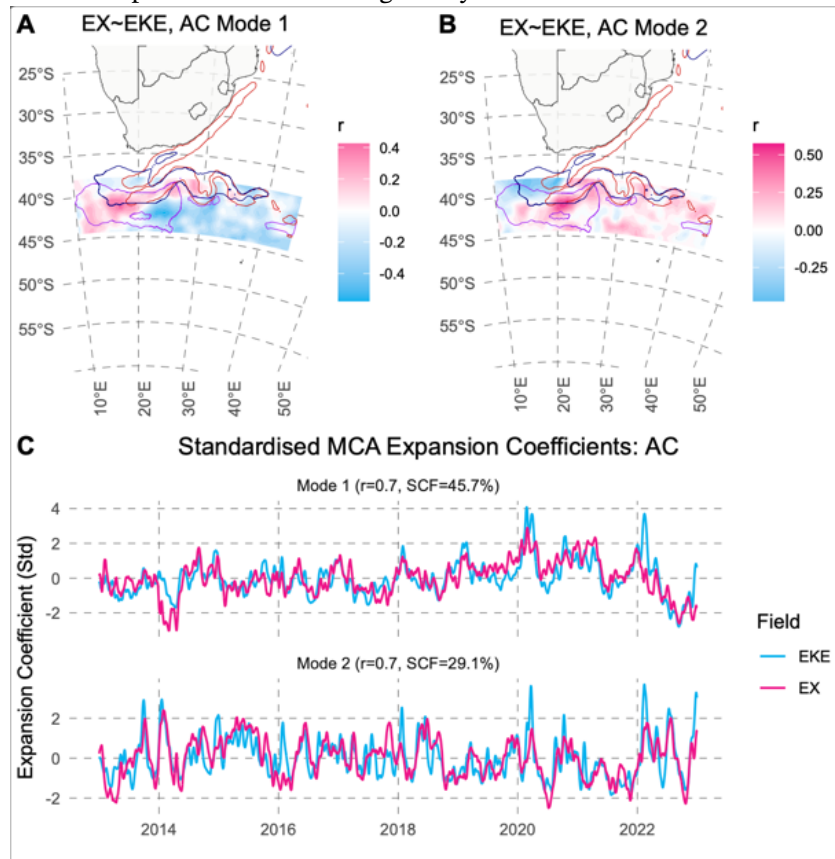 A EX~EKE, AC Mode 1
B EX~EKE, AC Mode 2
25°S
30°S
35°S
40°S
45°S
50°S
55°S
10°E
20°E
30°E
40°E
50°E
r
0.4
0.2
0.0
-0.2
-0.4
25°S
30°S
35°S
40°S
45°S
50°S
55°S
10°E
20°E
30°E
40°E
50°E
r
0.50
0.25
0.00
-0.25
C Standardised MCA Expansion Coefficients: AC
Mode 1 (r=0.7, SCF=45.7%)
4
2
0
-2
Mode 2 (r=0.7, SCF=29.1%)
2
0
-2
Expansion Coefficient (Std)
2014
2016
2018
2020
2022
Field
EKE
EX